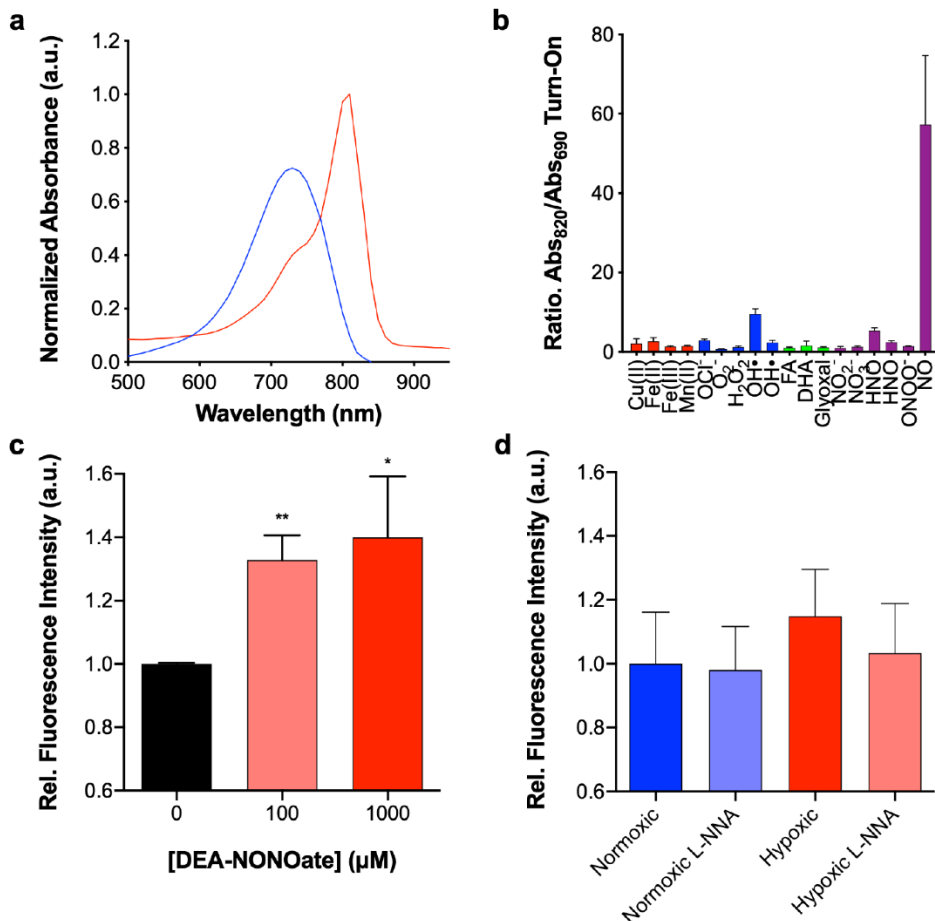 a
Normalized Absorbance (a.u.)
1.2
1.0
0.8
0.6
0.4
0.2
0.0
500
700
800
900
Wavelength (nm)
b
Ratio. Abs820/Abs690 Turn-On
80
60
40
20
0
Cu(II)
Fe(II)
Fe(III)
Mn(II)
OCl-
O2-
H2O2
OH•
OH•
FA
DHA
Glyoxal
NO2-
NO3-
HNO
HNO
ONOO-
NO
c
Rel. Fluorescence Intensity (a.u.)
1.6
1.4
1.2
1.0
0.8
0.6
**
*
0
100
1000
[DEA-NONOate] (µM)
d
Rel. Fluorescence Intensity (a.u.)
1.6
1.4
1.2
1.0
0.8
0.6
Normoxic
Normoxic L-NNA
Hypoxic
Hypoxic L-NNA